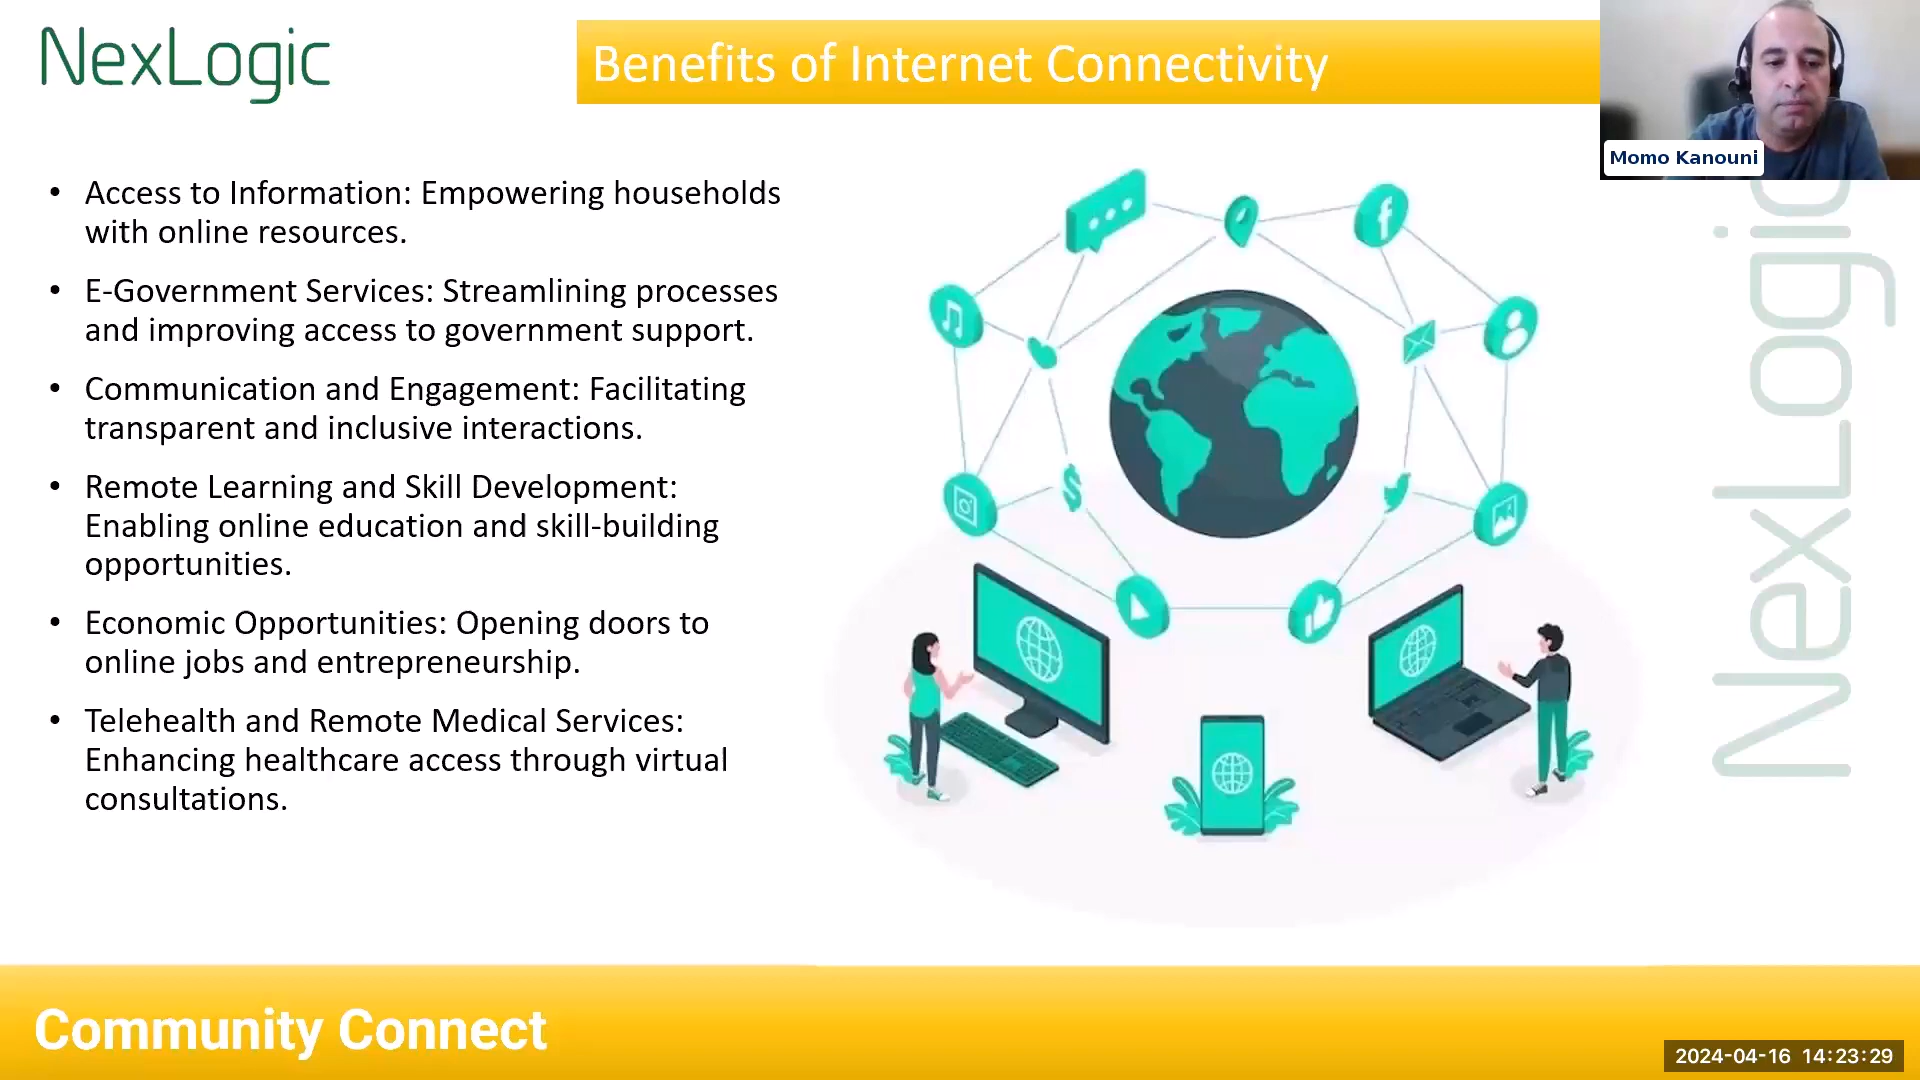 NexLogic
Benefits of Internet Connectivity
Momo Kanouni
• Access to Information: Empowering households
with online resources.
• E-Government Services: Streamlining processes
and improving access to government support.
• Communication and Engagement: Facilitating
transparent and inclusive interactions.
• Remote Learning and Skill Development:
Enabling online education and skill-building
opportunities.
• Economic Opportunities: Opening doors to
online jobs and entrepreneurship.
• Telehealth and Remote Medical Services:
Enhancing healthcare access through virtual
consultations.
NexLogic
Community Connect
2024-04-16 14:23:29